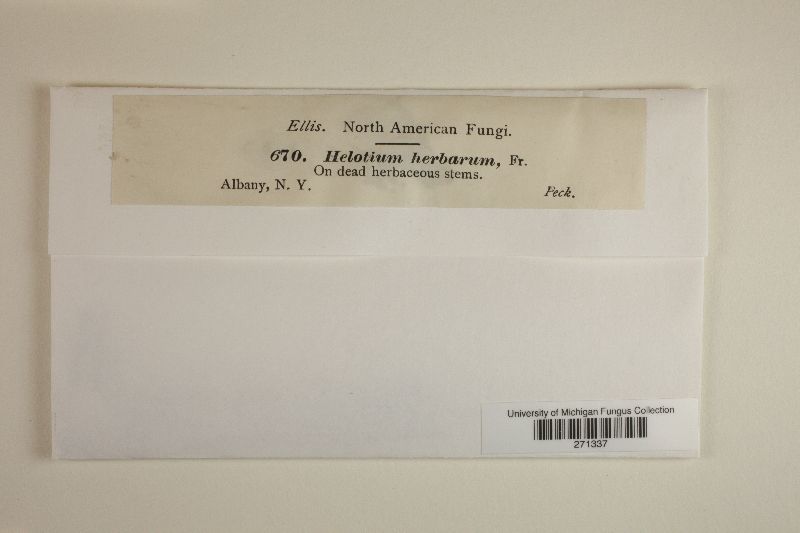 Ellis. North American Fungi.
670. Helotium herbarum, Fr.
On dead herbaceous stems.
Albany, N. Y. Peck.
University of Michigan Fungus Collection
271337